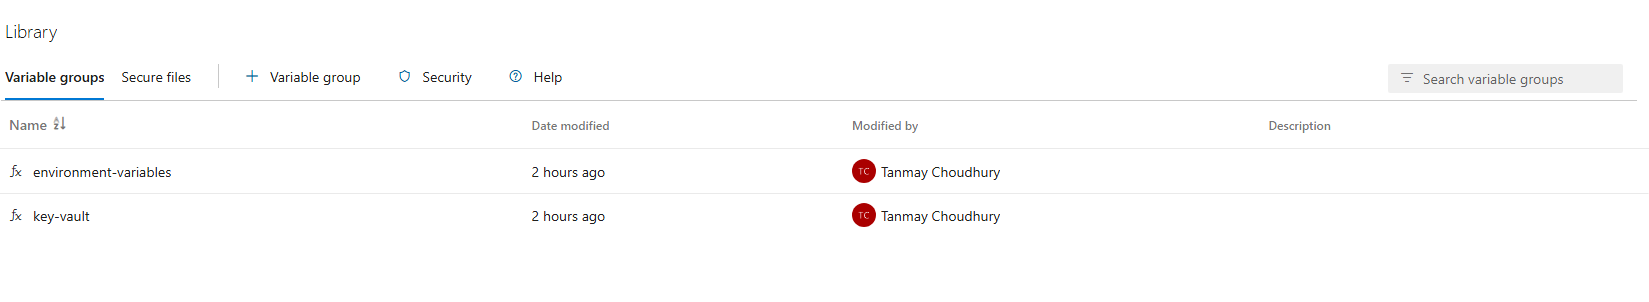 Library
Variable groups Secure files Variable group Security Help Search variable groups
Name Date modified Modified by Description
fx environment-variables 2 hours ago TC Tanmay Choudhury
fx key-vault 2 hours ago TC Tanmay Choudhury